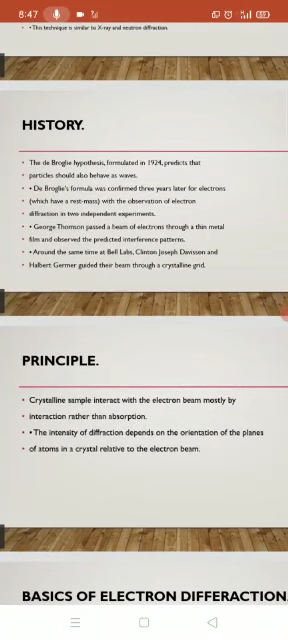 8:47
• This technique is similar to X-ray and neutron diffraction.
HISTORY.
• The de Broglie hypothesis, formulated in 1924, predicts that
• particles should also behave as waves.
• • De Broglie's formula was confirmed three years later for electrons
• (which have a rest-mass) with the observation of electron
• diffraction in two independent experiments.
• • George Thomson passed a beam of electrons through a thin metal
• film and observed the predicted interference patterns.
• • Around the same time at Bell Labs, Clinton Joseph Davisson and
• Halbert Germer guided their beam through a crystalline grid.
PRINCIPLE.
• Crystalline sample interact with the electron beam mostly by
• interaction rather than absorption.
• • The intensity of diffraction depends on the orientation of the planes
• of atoms in a crystal relative to the electron beam.
BASICS OF ELECTRON DIFFERACTION.